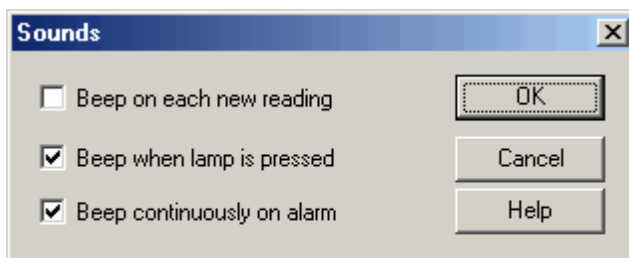 Sounds
Beep on each new reading
OK
Beep when lamp is pressed
Cancel
Beep continuously on alarm
Help